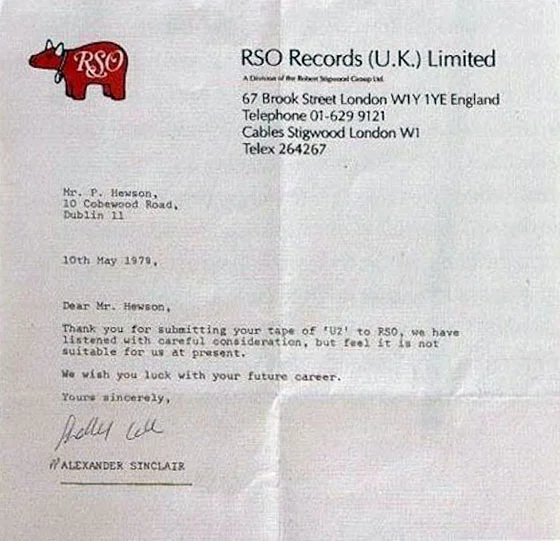 RSO
RSO Records (U.K.) Limited
A Division of the Robert Stigwood Group Ltd.
67 Brook Street London W1Y 1YE England
Telephone 01-629 9121
Cables Stigwood London W1
Telex 264267
Mr. P. Hewson,
10 Cobewood Road,
Dublin 11
10th May 1979,
Dear Mr. Hewson,
Thank you for submitting your tape of 'U2' to RSO, we have
listened with careful consideration, but feel it is not
suitable for us at present.
We wish you luck with your future career.
Yours sincerely,
ALEXANDER SINCLAIR